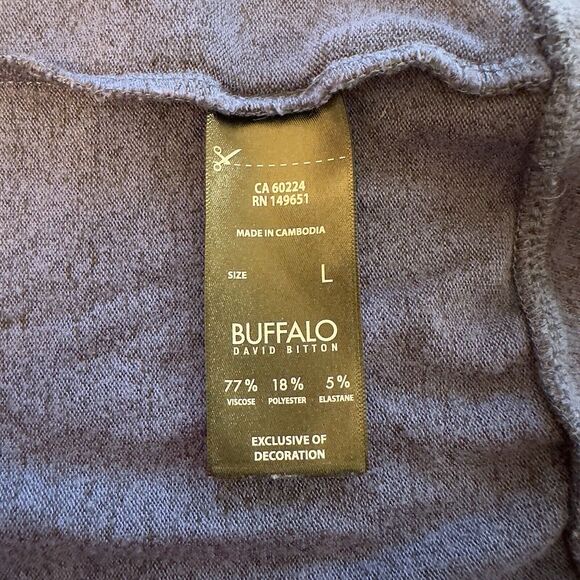 CA 60224
RN 149651
MADE IN CAMBODIA
SIZE L
BUFFALO
DAVID BITTON
77% 18% 5%
VISCOSE POLYESTER ELASTANE
EXCLUSIVE OF
DECORATION